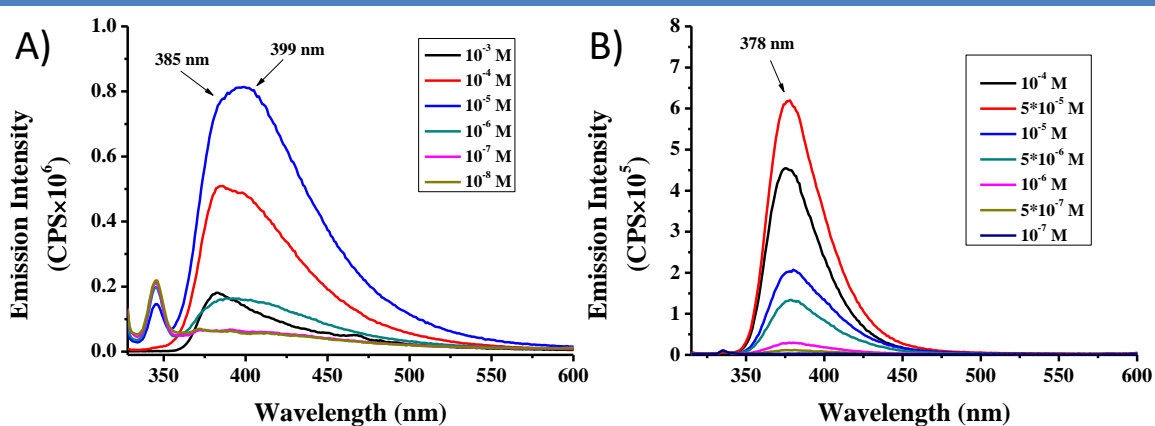 A)
385 nm
399 nm
10⁻³ M
10⁻⁴ M
10⁻⁵ M
10⁻⁶ M
10⁻⁷ M
10⁻⁸ M
Emission Intensity
(CPS×10⁶)
1.0
0.8
0.6
0.4
0.2
0.0
350 400 450 500 550 600
Wavelength (nm)
B)
378 nm
10⁻⁴ M
5*10⁻⁵ M
10⁻⁵ M
5*10⁻⁶ M
10⁻⁶ M
5*10⁻⁷ M
10⁻⁷ M
Emission Intensity
(CPS×10⁵)
8
7
6
5
4
3
2
1
0
350 400 450 500 550 600
Wavelength (nm)